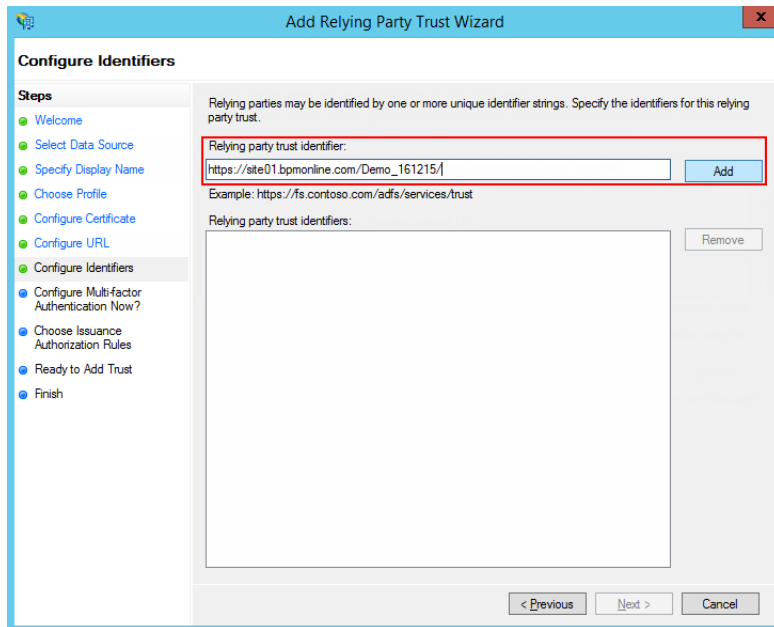 Add Relying Party Trust Wizard
x
Configure Identifiers
Steps
Welcome
Select Data Source
Specify Display Name
Choose Profile
Configure Certificate
Configure URL
Configure Identifiers
Configure Multi-factor
Authentication Now?
Choose Issuance
Authorization Rules
Ready to Add Trust
Finish
Relying parties may be identified by one or more unique identifier strings. Specify the identifiers for this relying
party trust.
Relying party trust identifier:
https://site01.bpmonline.com/Demo_161215/
Add
Example: https://fs.contoso.com/adfs/services/trust
Relying party trust identifiers:
Remove
< Previous
Next >
Cancel